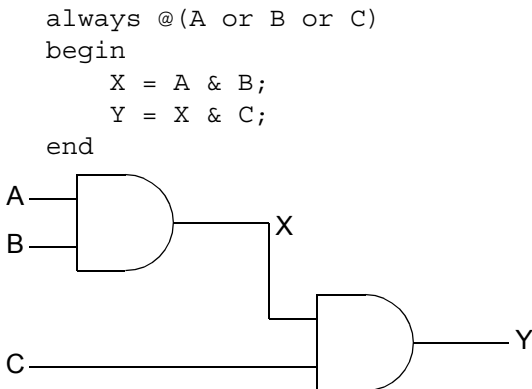 always @(A or B or C)
begin
X = A & B;
Y = X & C;
end
A
X
B
Y
C